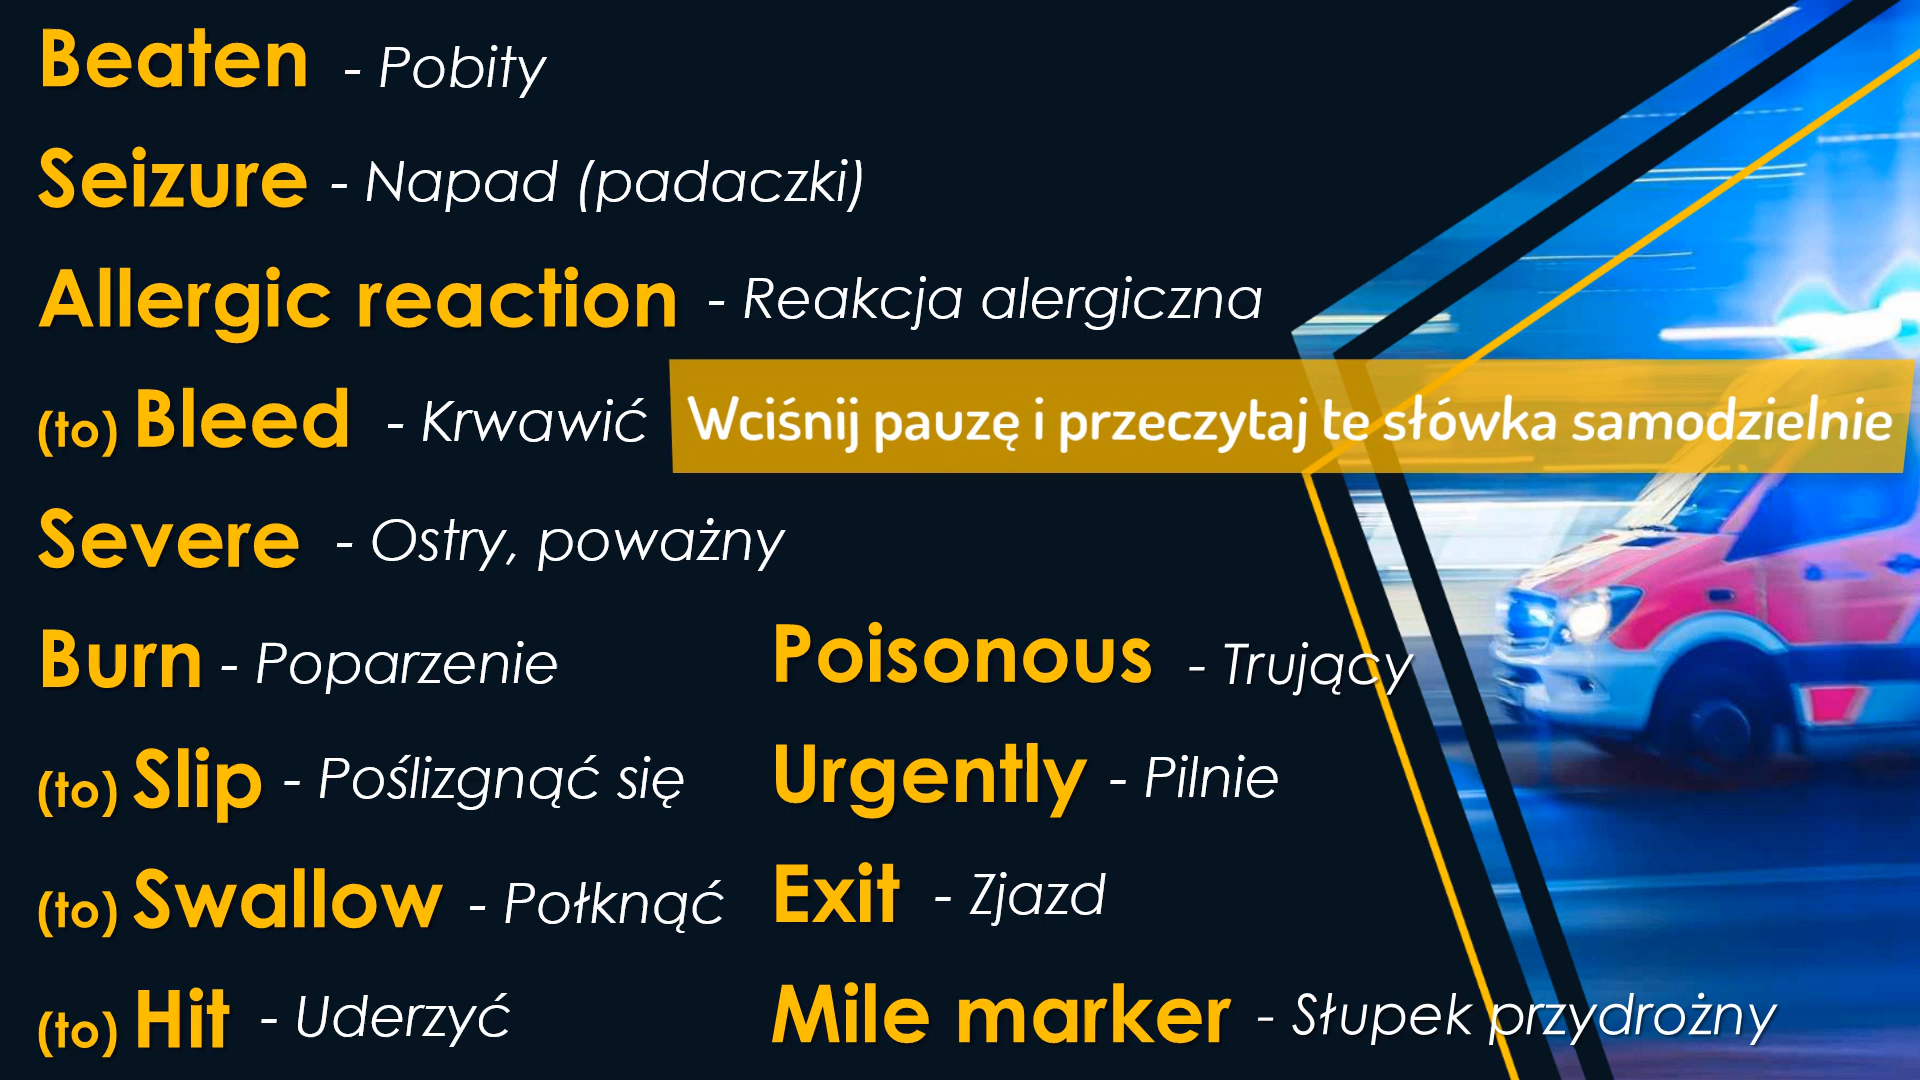 Beaten - Pobity
Seizure - Napad (padaczki)
Allergic reaction - Reakcja alergiczna
(to) Bleed - Krwawić
Wciśnij pauzę i przeczytaj te słówka samodzielnie
Severe - Ostry, poważny
Burn - Poparzenie
(to) Slip - Poślizgnąć się
(to) Swallow - Połknąć
(to) Hit - Uderzyć
Poisonous - Trujący
Urgently - Pilnie
Exit - Zjazd
Mile marker - Słupek przydrożny